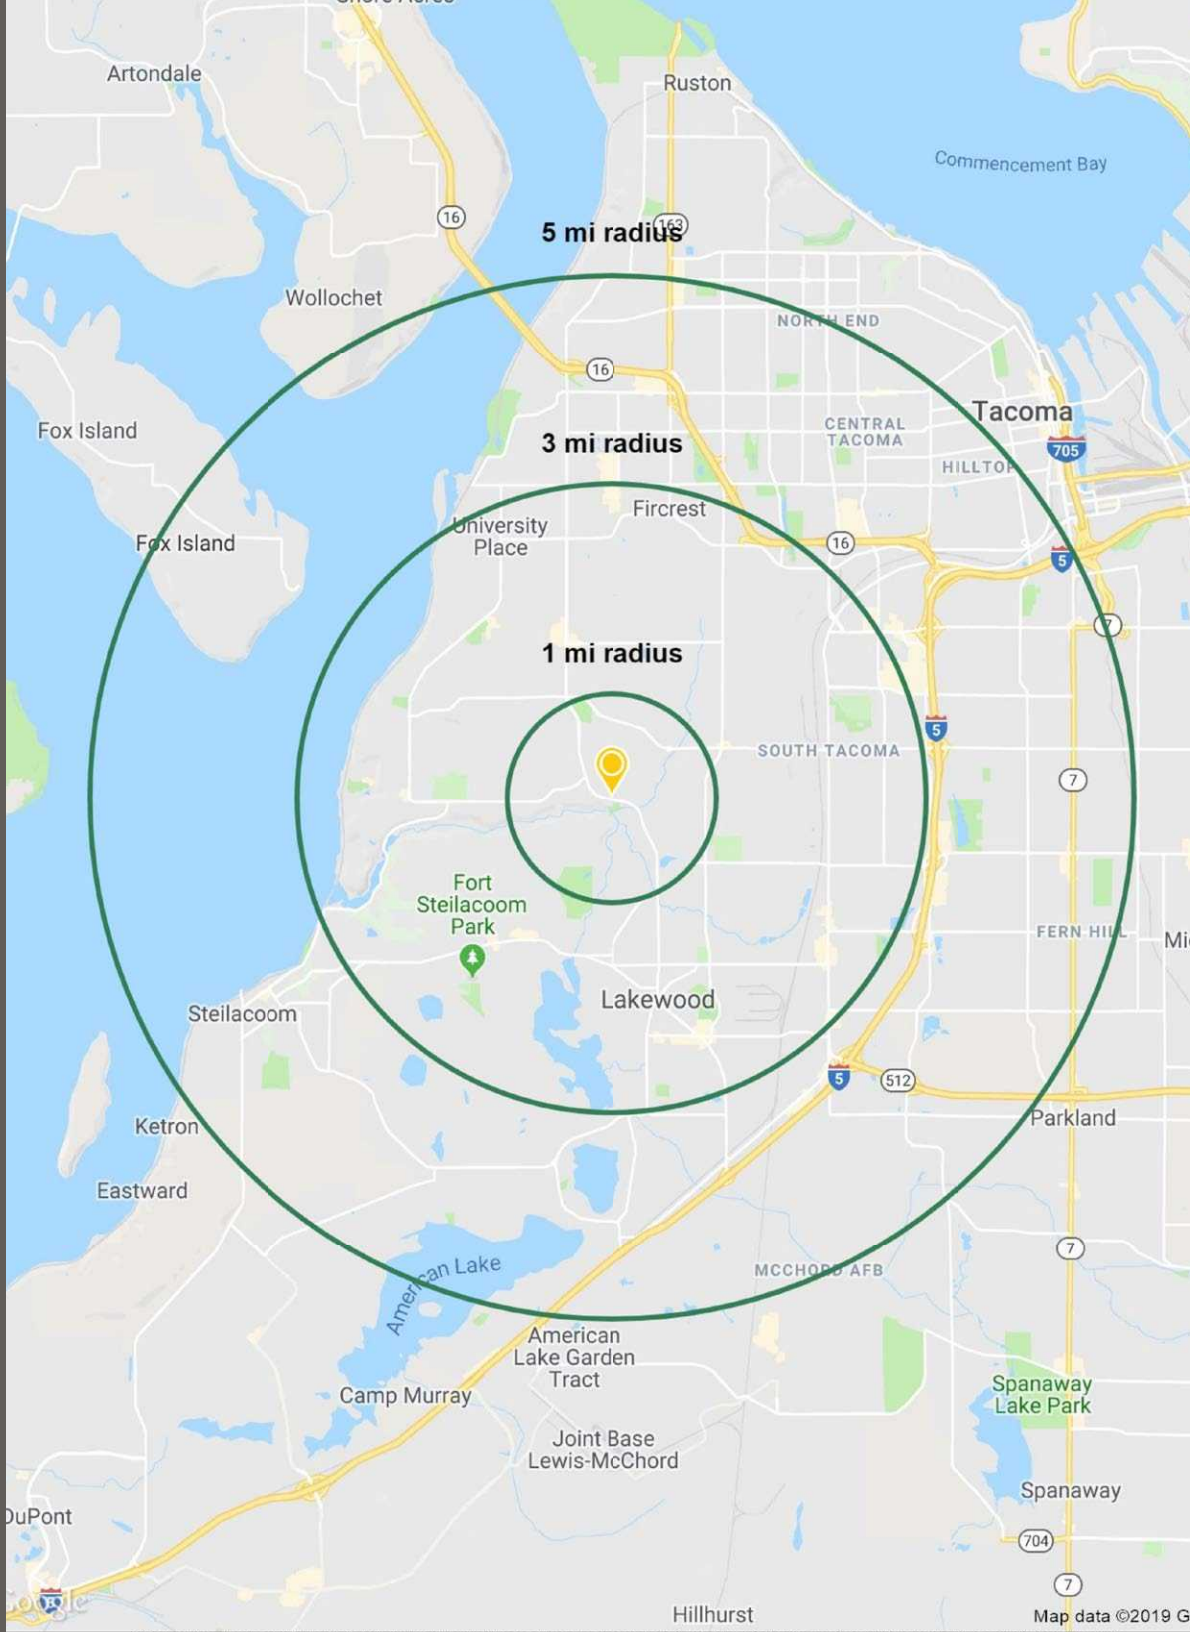 Artondale
Ruston
Commencement Bay
16
163
5 mi radius
Wollochet
NORTH END
16
Tacoma
Fox Island
CENTRAL
TACOMA
3 mi radius
705
HILLTOP
Fircrest
University
Place
Fox Island
16
5
7
1 mi radius
5
SOUTH TACOMA
7
Fort
Steilacoom
Park
FERN HILL
Mi
Lakewood
Steilacoom
5
512
Parkland
Ketron
Eastward
7
American Lake
MCCHORD AFB
American
Lake Garden
Tract
Spanaway
Lake Park
Camp Murray
Joint Base
Lewis-McChord
Spanaway
DuPont
704
7
Google
Hillhurst
Map data ©2019 G